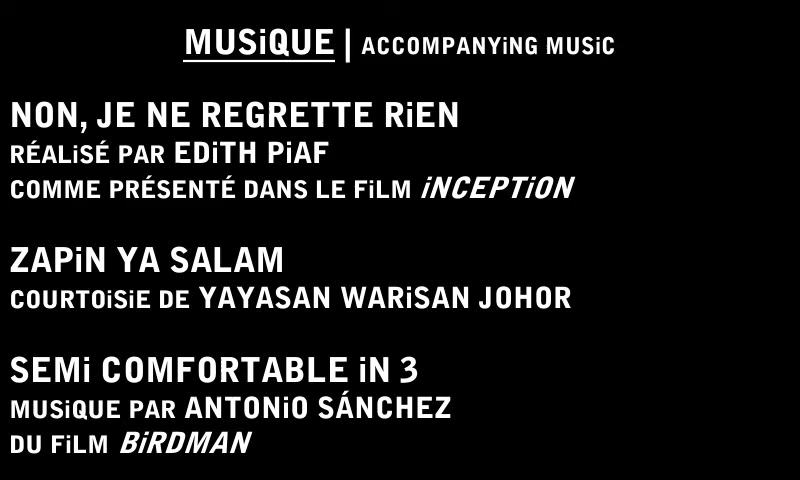 MUSiQUE | ACCOMPANYiNG MUSiC
NON, JE NE REGRETTE RiEN
RÉALiSÉ PAR EDiTH PiAF
COMME PRÉSENTÉ DANS LE FiLM iNCEPTiON
ZAPiN YA SALAM
COURTOiSiE DE YAYASAN WARiSAN JOHOR
SEMi COMFORTABLE iN 3
MUSiQUE PAR ANTONiO SÁNCHEZ
DU FiLM BiRDMAN